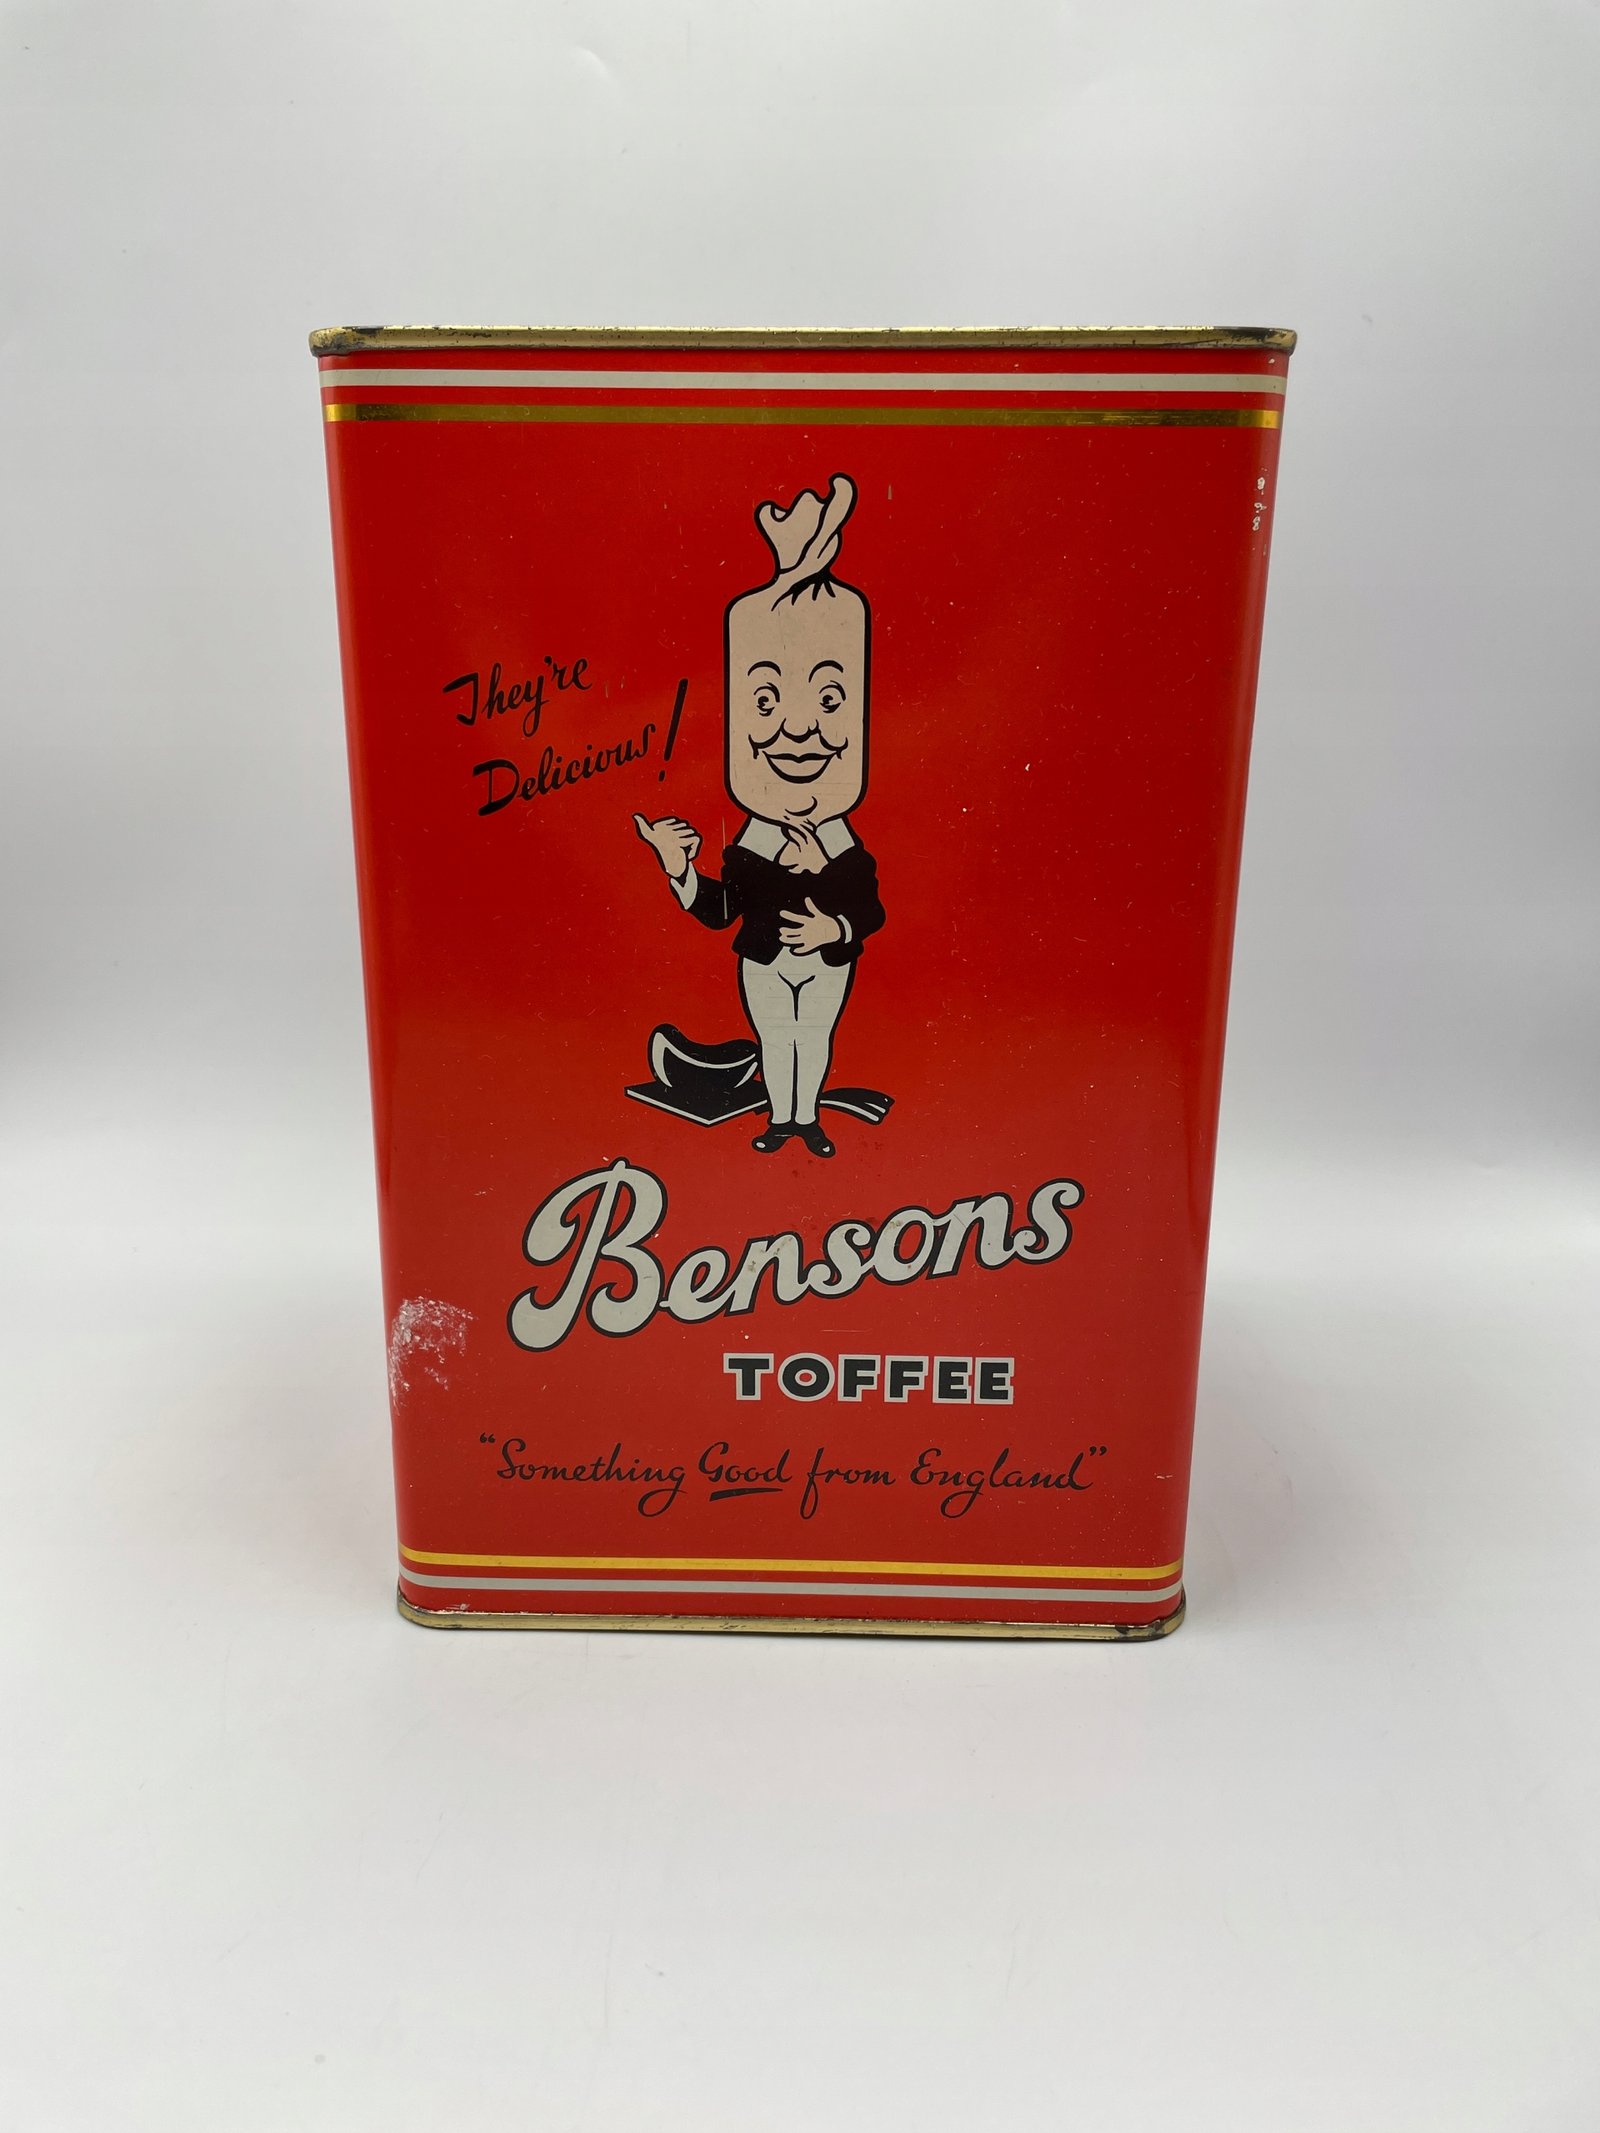 They're
Delicious!
Bensons
TOFFEE
"Something Good from England"